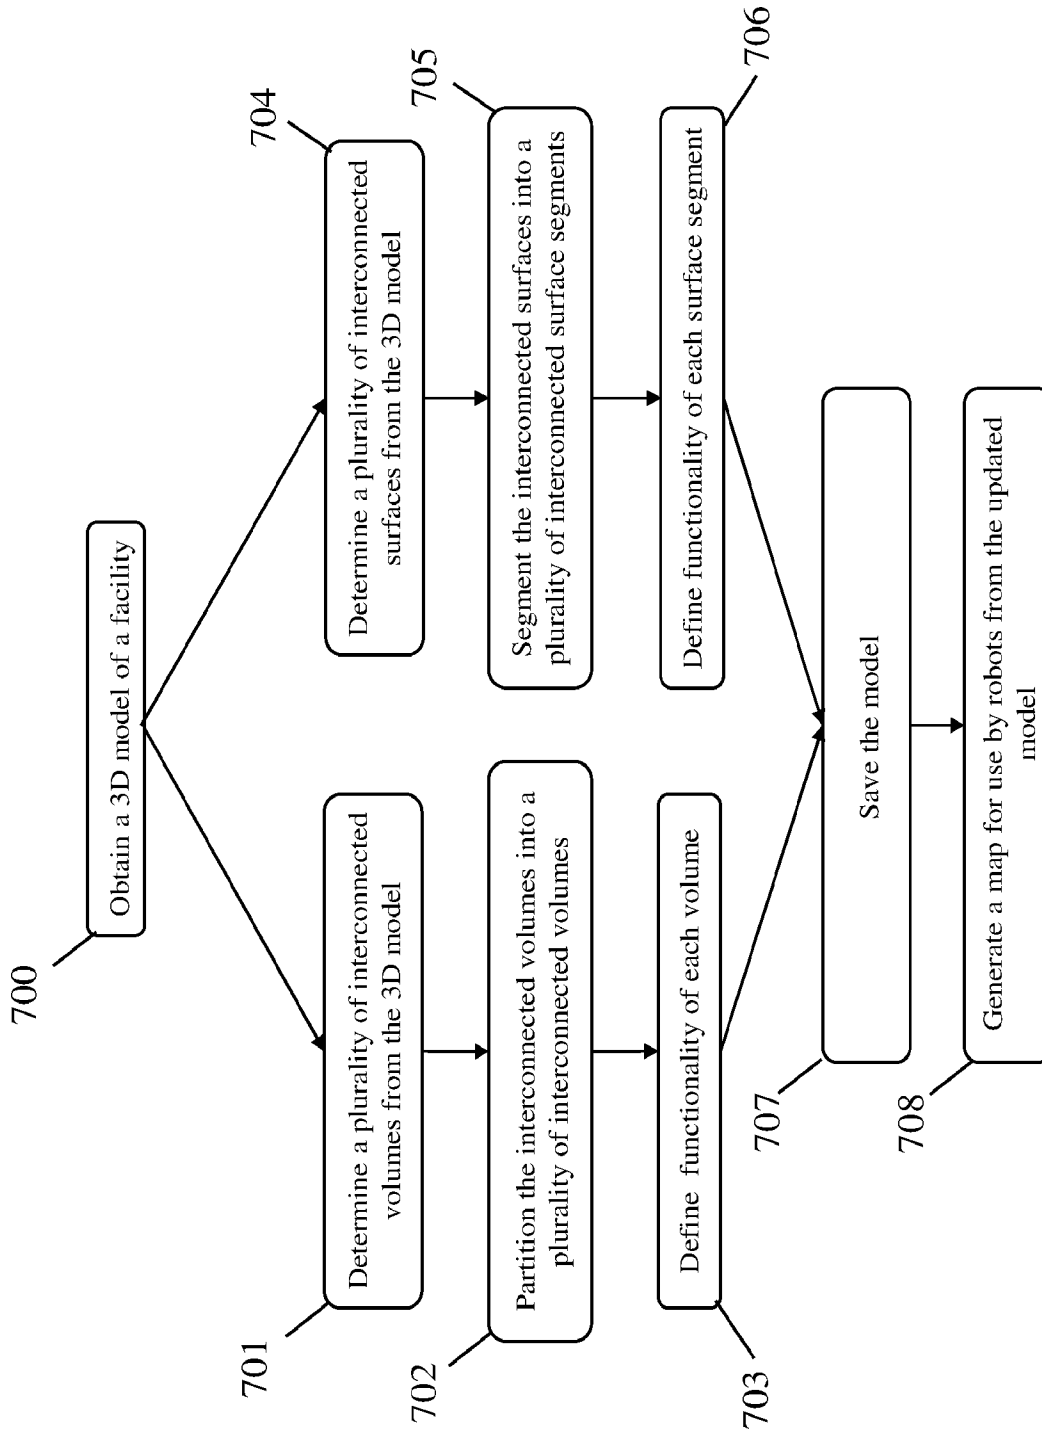 700
Obtain a 3D model of a facility
701
Determine a plurality of interconnected
volumes from the 3D model
704
Determine a plurality of interconnected
surfaces from the 3D model
702
Partition the interconnected volumes into a
plurality of interconnected volumes
705
Segment the interconnected surfaces into a
plurality of interconnected surface segments
703
Define functionality of each volume
706
Define functionality of each surface segment
707
Save the model
708
Generate a map for use by robots from the updated
model